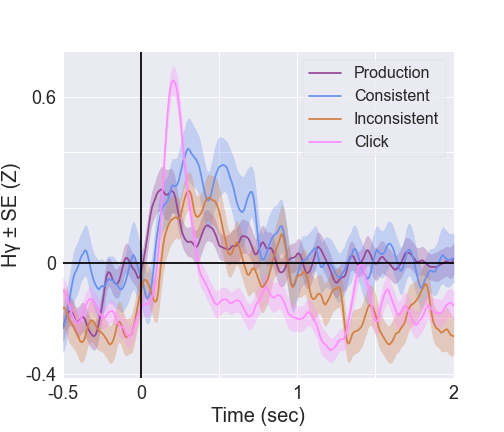 Production
Consistent
Inconsistent
Click
0.6
0
-0.4
Hγ ± SE (Z)
-0.5
0
1
2
Time (sec)